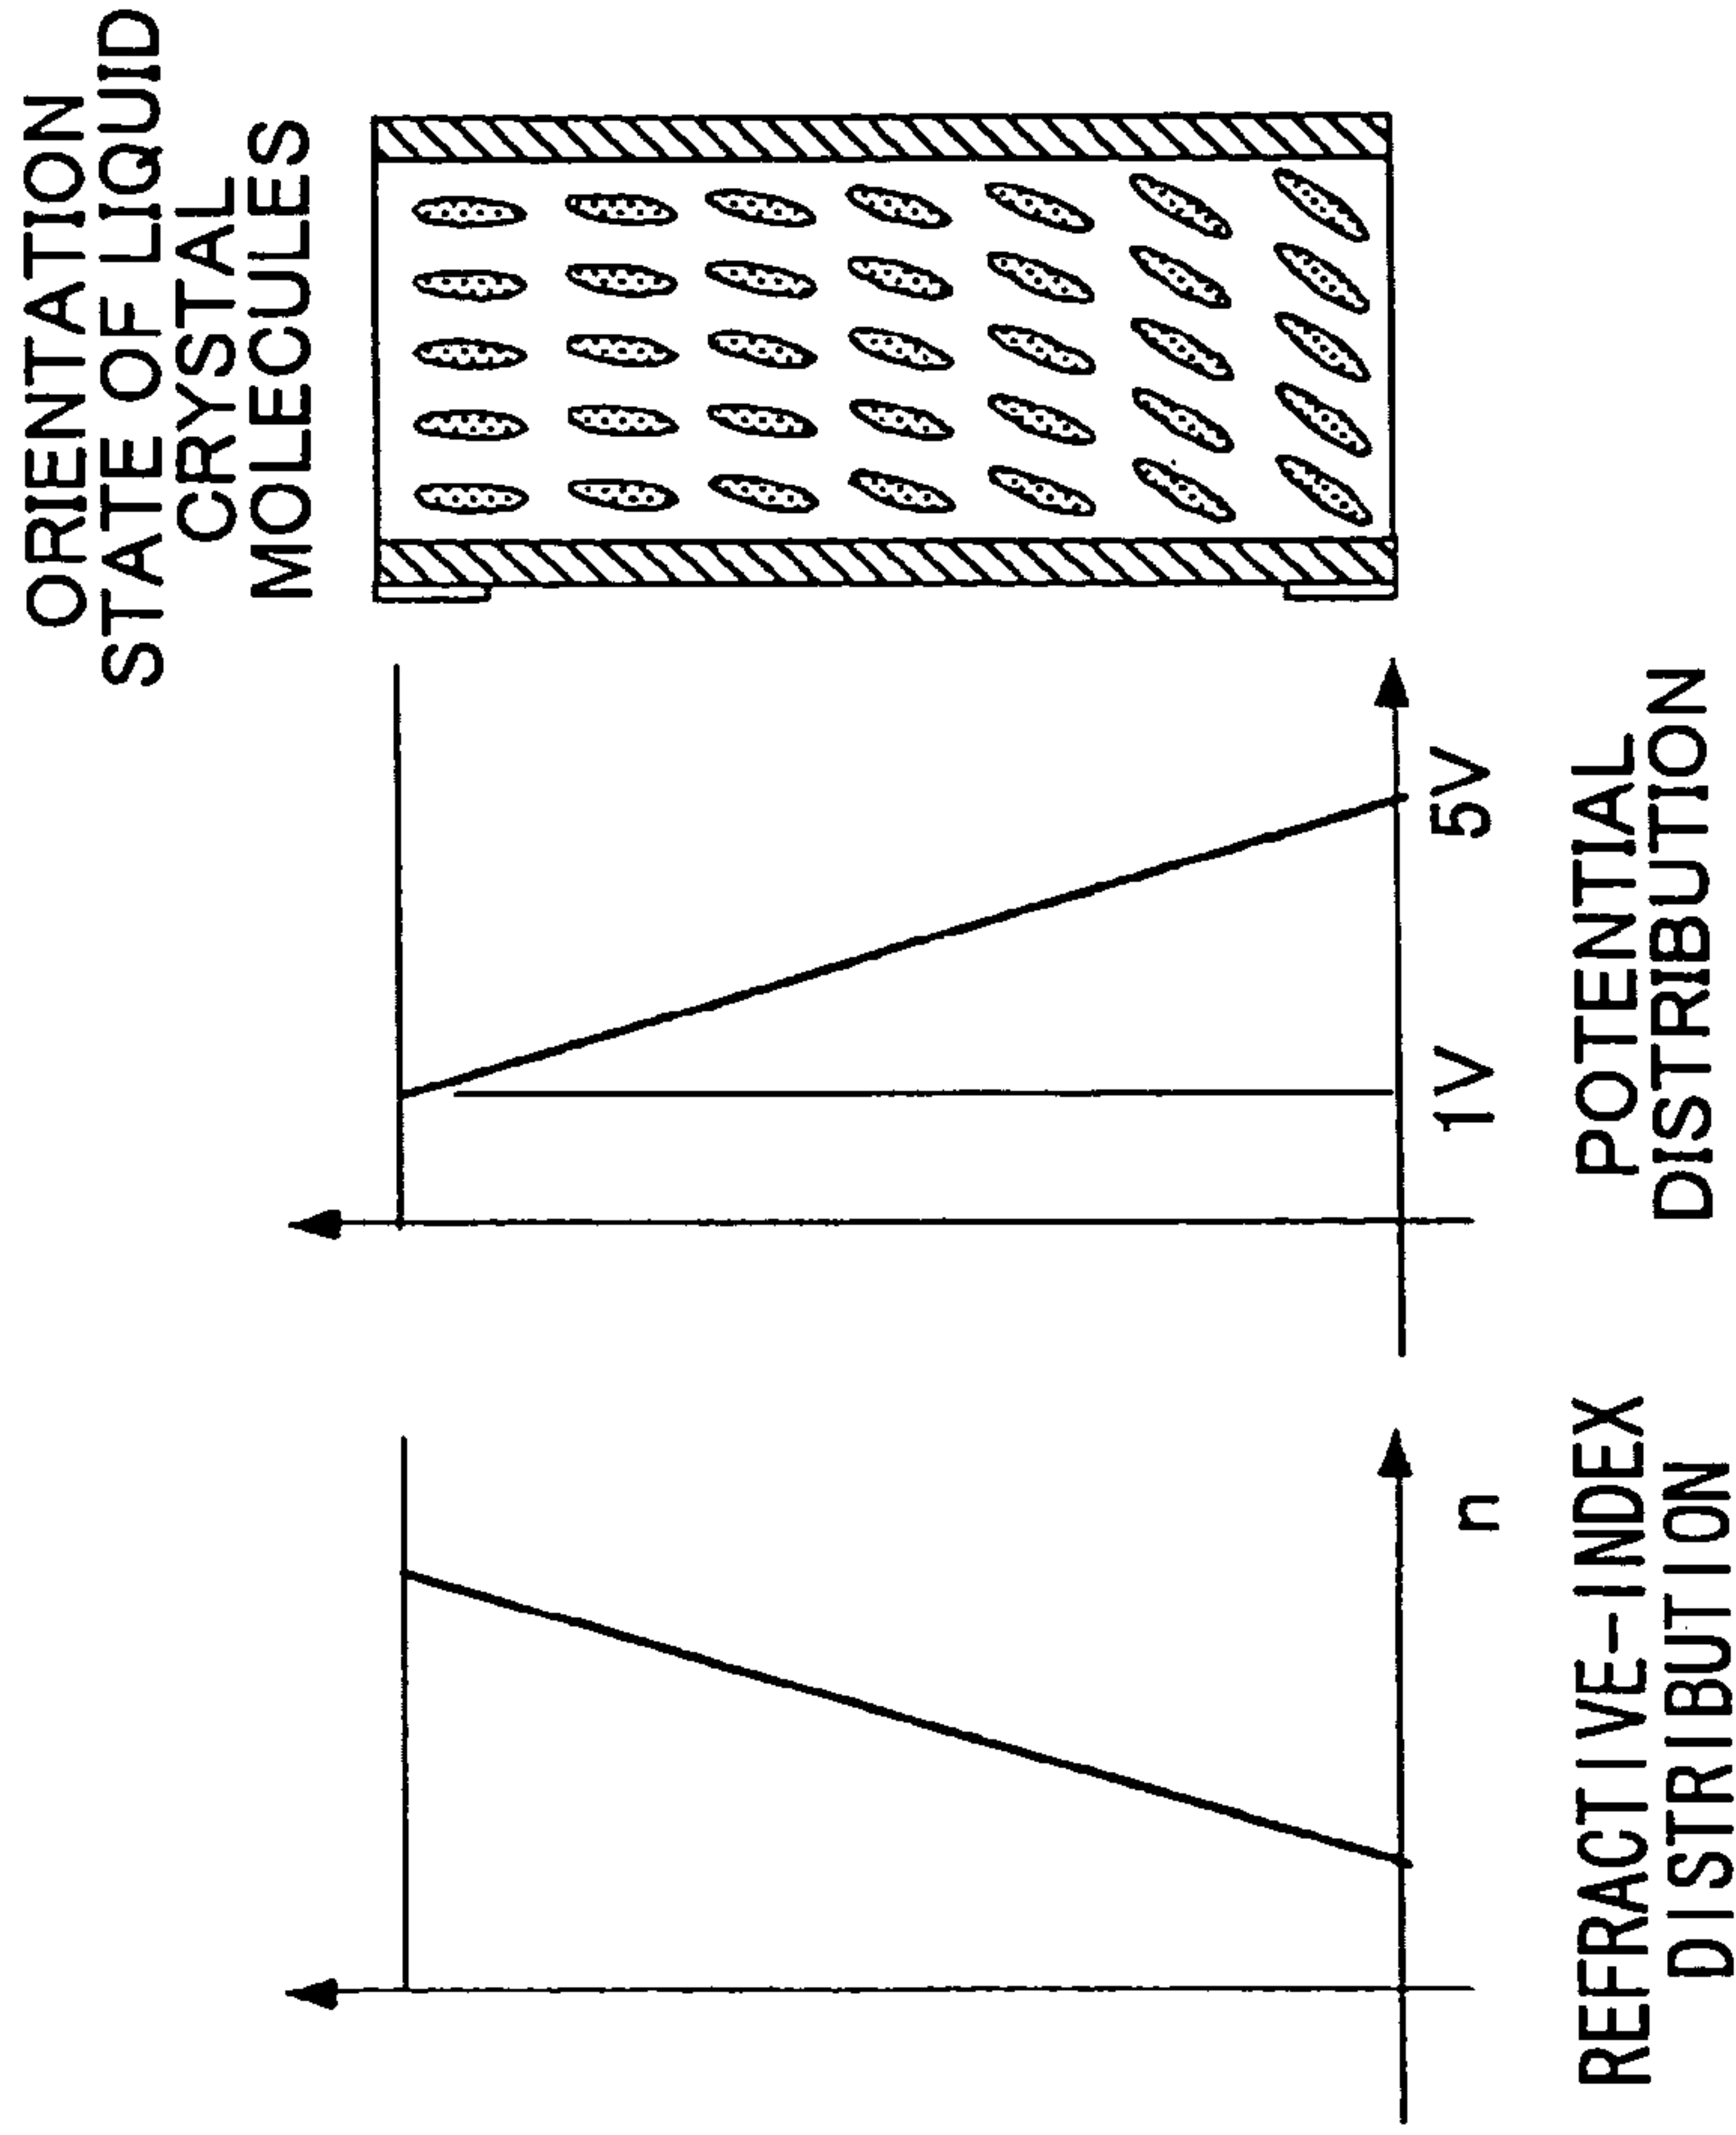 ORIENTATION
STATE OF LIQUID
CRYSTAL
MOLECULES
1V
5V
POTENTIAL
DISTRIBUTION
n
REFRACTIVE-INDEX
DISTRIBUTION